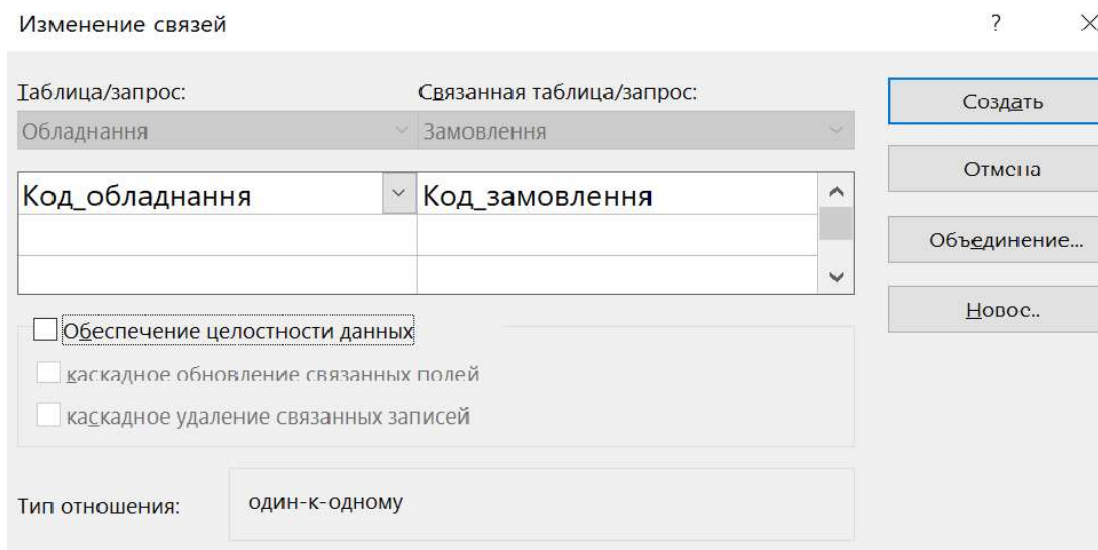 Изменение связей
?
Таблица/запрос:
Связанная таблица/запрос:
Обладнання
Замовлення
Код_обладнання
Код_замовлення
Обеспечение целостности данных
каскадное обновление связанных полей
каскадное удаление связанных записей
Тип отношения:
один-к-одному
Создать
Отмена
Объединение...
Новое..